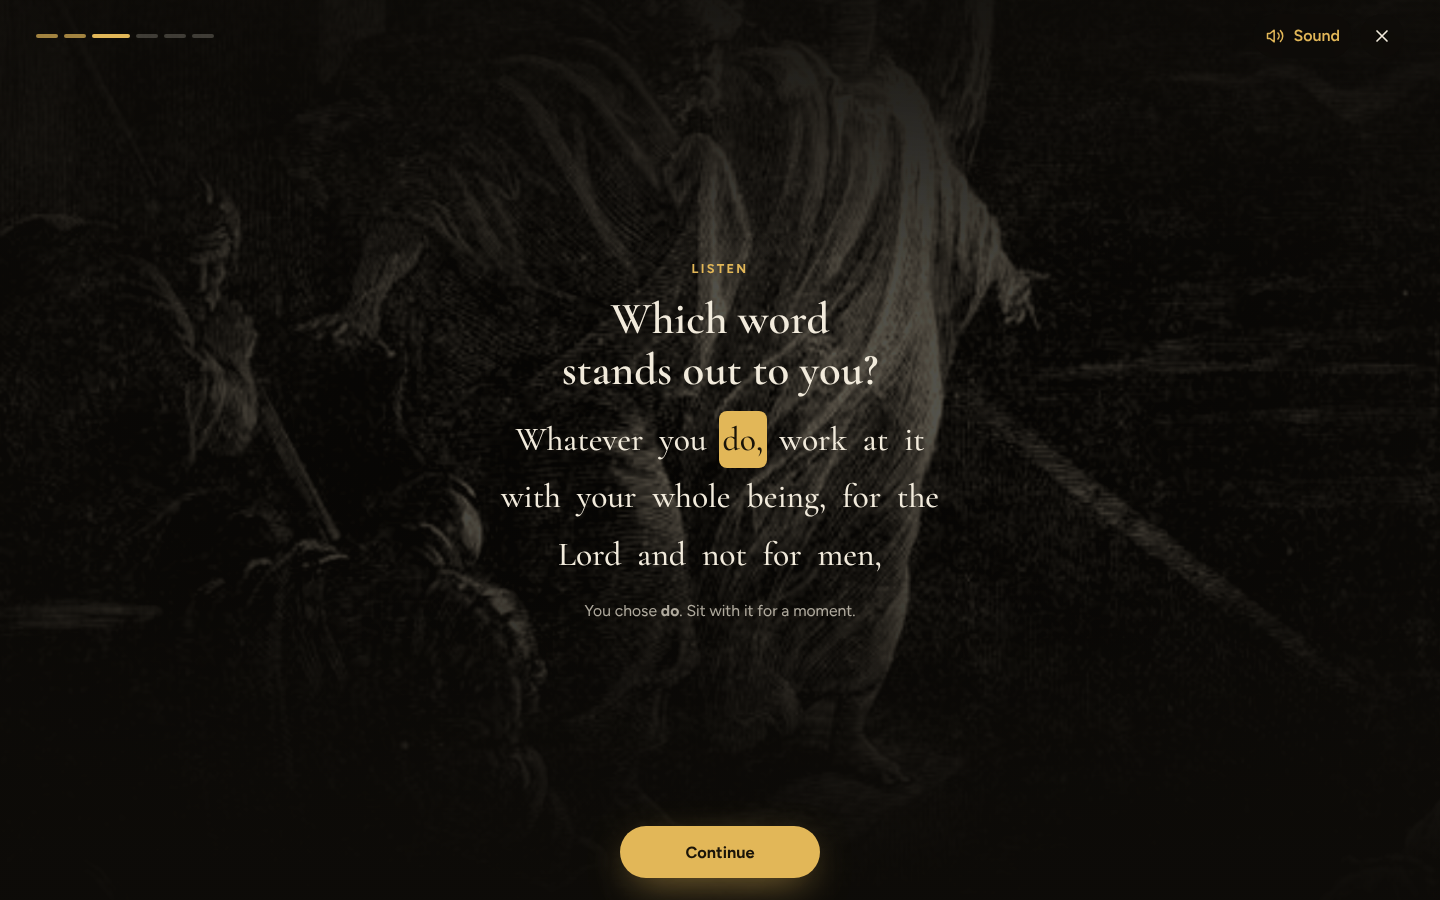 Sound
LISTEN
Which word
stands out to you?
Whatever you do, work at it
with your whole being, for the
Lord and not for men,
You chose do. Sit with it for a moment.
Continue